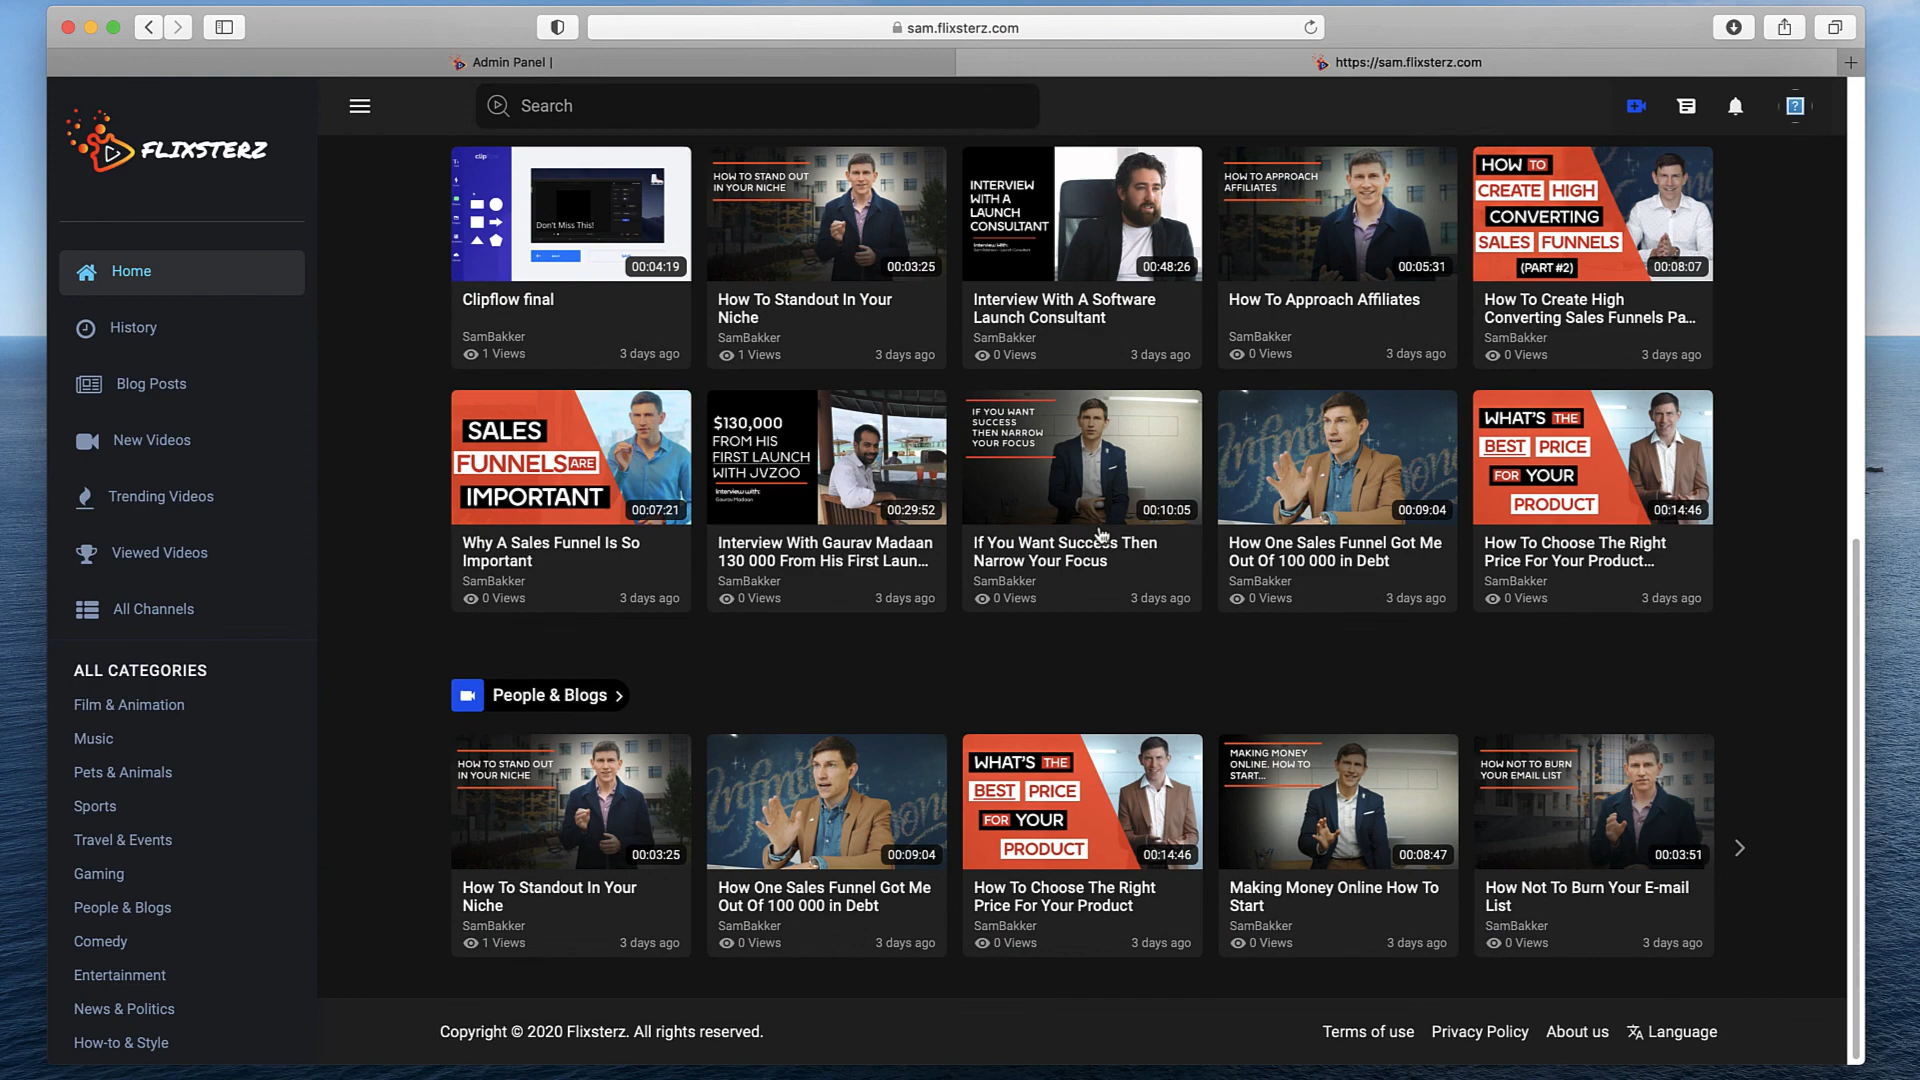 sam.flixsterz.com
Admin Panel |
https://sam.flixsterz.com
FLIXSTERZ
Search
Home
History
Blog Posts
New Videos
Trending Videos
Viewed Videos
All Channels
ALL CATEGORIES
Film & Animation
Music
Pets & Animals
Sports
Travel & Events
Gaming
People & Blogs
Comedy
Entertainment
News & Politics
How-to & Style
clip
Don't Miss This!
00:04:19
Clipflow final
SamBakker
1 Views
3 days ago
HOW TO STAND OUT
IN YOUR NICHE
00:03:25
How To Standout In Your
Niche
SamBakker
1 Views
3 days ago
INTERVIEW
WITH A
LAUNCH
CONSULTANT
Interview with:
00:48:26
Interview With A Software
Launch Consultant
SamBakker
0 Views
3 days ago
HOW TO APPROACH
AFFILIATES
00:05:31
How To Approach Affiliates
SamBakker
0 Views
3 days ago
HOW TO
CREATE HIGH
CONVERTING
SALES FUNNELS
(PART #2)
00:08:07
How To Create High
Converting Sales Funnels Pa...
SamBakker
0 Views
3 days ago
SALES
FUNNELS ARE
IMPORTANT
00:07:21
Why A Sales Funnel Is So
Important
SamBakker
0 Views
3 days ago
$130,000
FROM HIS
FIRST LAUNCH
WITH JVZOO
Interview with:
Gaurav Madaan
00:29:52
Interview With Gaurav Madaan
130 000 From His First Laun...
SamBakker
0 Views
3 days ago
IF YOU WANT
SUCCESS
THEN NARROW
YOUR FOCUS
00:10:05
If You Want Success Then
Narrow Your Focus
SamBakker
0 Views
3 days ago
00:09:04
How One Sales Funnel Got Me
Out Of 100 000 in Debt
SamBakker
0 Views
3 days ago
WHAT'S THE
BEST PRICE
FOR YOUR
PRODUCT
00:14:46
How To Choose The Right
Price For Your Product...
SamBakker
0 Views
3 days ago
People & Blogs
HOW TO STAND OUT
IN YOUR NICHE
00:03:25
How To Standout In Your
Niche
SamBakker
1 Views
3 days ago
00:09:04
How One Sales Funnel Got Me
Out Of 100 000 in Debt
SamBakker
0 Views
3 days ago
WHAT'S THE
BEST PRICE
FOR YOUR
PRODUCT
00:14:46
How To Choose The Right
Price For Your Product
SamBakker
0 Views
3 days ago
MAKING MONEY
ONLINE. HOW TO
START...
00:08:47
Making Money Online How To
Start
SamBakker
0 Views
3 days ago
HOW NOT TO BURN
YOUR EMAIL LIST
00:03:51
How Not To Burn Your E-mail
List
SamBakker
0 Views
3 days ago
Copyright © 2020 Flixsterz. All rights reserved.
Terms of use
Privacy Policy
About us
Language